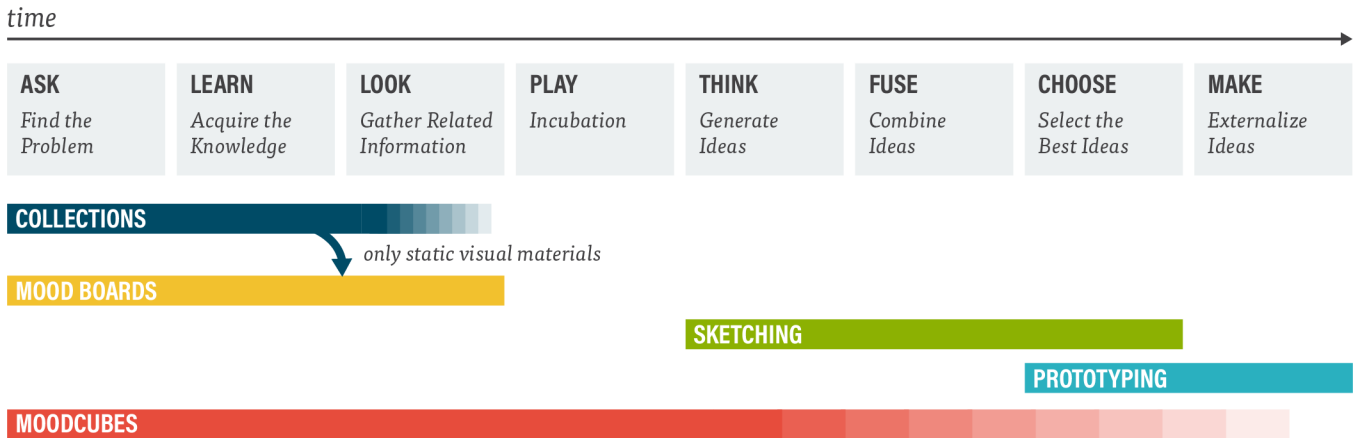 time
ASK
Find the
Problem
LEARN
Acquire the
Knowledge
LOOK
Gather Related
Information
PLAY
Incubation
THINK
Generate
Ideas
FUSE
Combine
Ideas
CHOOSE
Select the
Best Ideas
MAKE
Externalize
Ideas
COLLECTIONS
only static visual materials
MOOD BOARDS
SKETCHING
PROTOTYPING
MOODCUBES